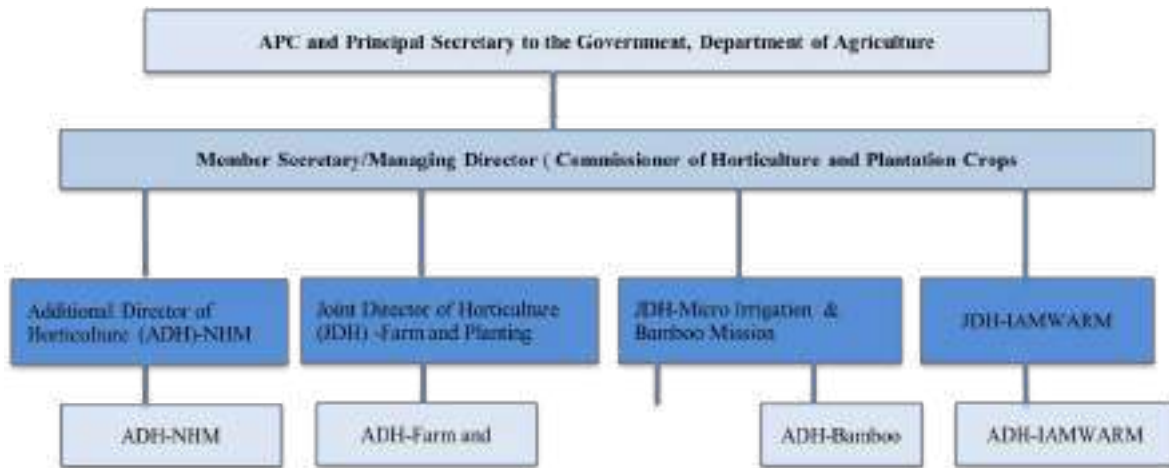 APC and Principal Secretary to the Government, Department of Agriculture
Member Secretary/Managing Director ( Commissioner of Horticulture and Plantation Crops
Additional Director of
Horticulture (ADH)-NHM
Joint Director of Horticulture
(JDH) -Farm and Planting
JDH-Micro Irrigation &
Bamboo Mission
JDH-IAMWARM
ADH-NHM
ADH-Farm and
ADH-Bamboo
ADH-IAMWARM